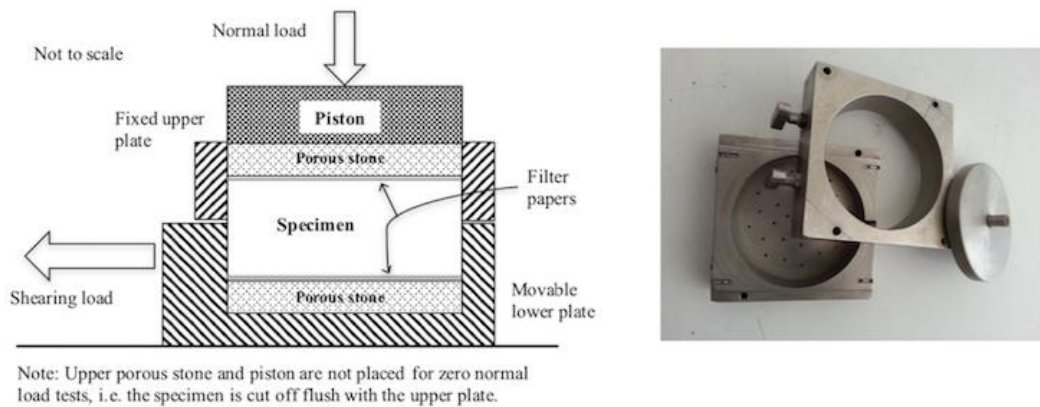 Normal load
Not to scale
Fixed upper
plate
Piston
Porous stone
Filter
papers
Specimen
Shearing load
Porous stone
Movable
lower plate
Note: Upper porous stone and piston are not placed for zero normal
load tests, i.e. the specimen is cut off flush with the upper plate.